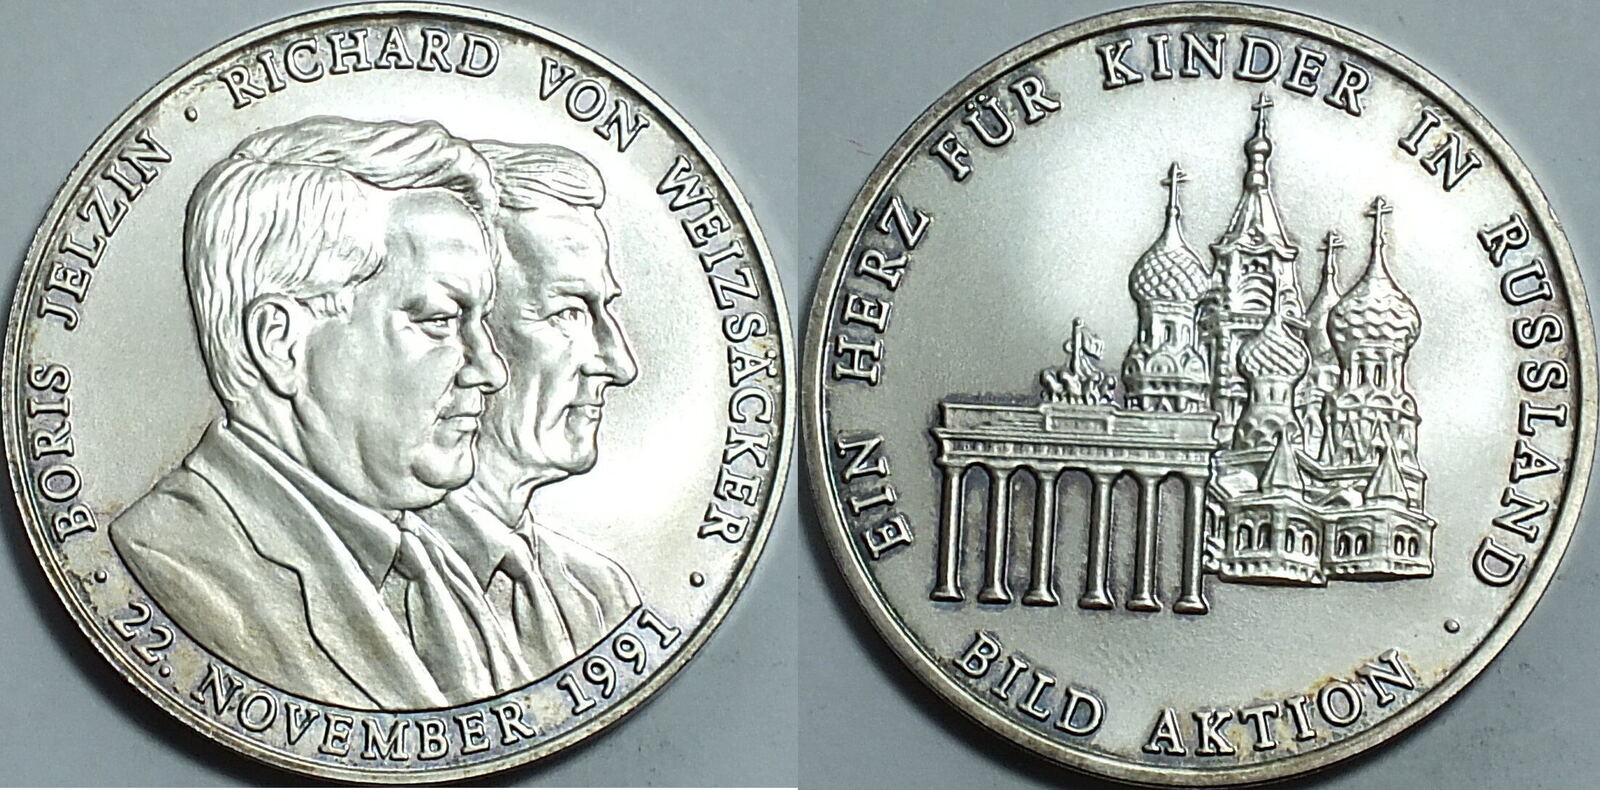 BORIS JELZIN · RICHARD VON WEIZSÄCKER ·
22. NOVEMBER 1991 ·
EIN HERZ FÜR KINDER IN RUSSLAND ·
BILD AKTION